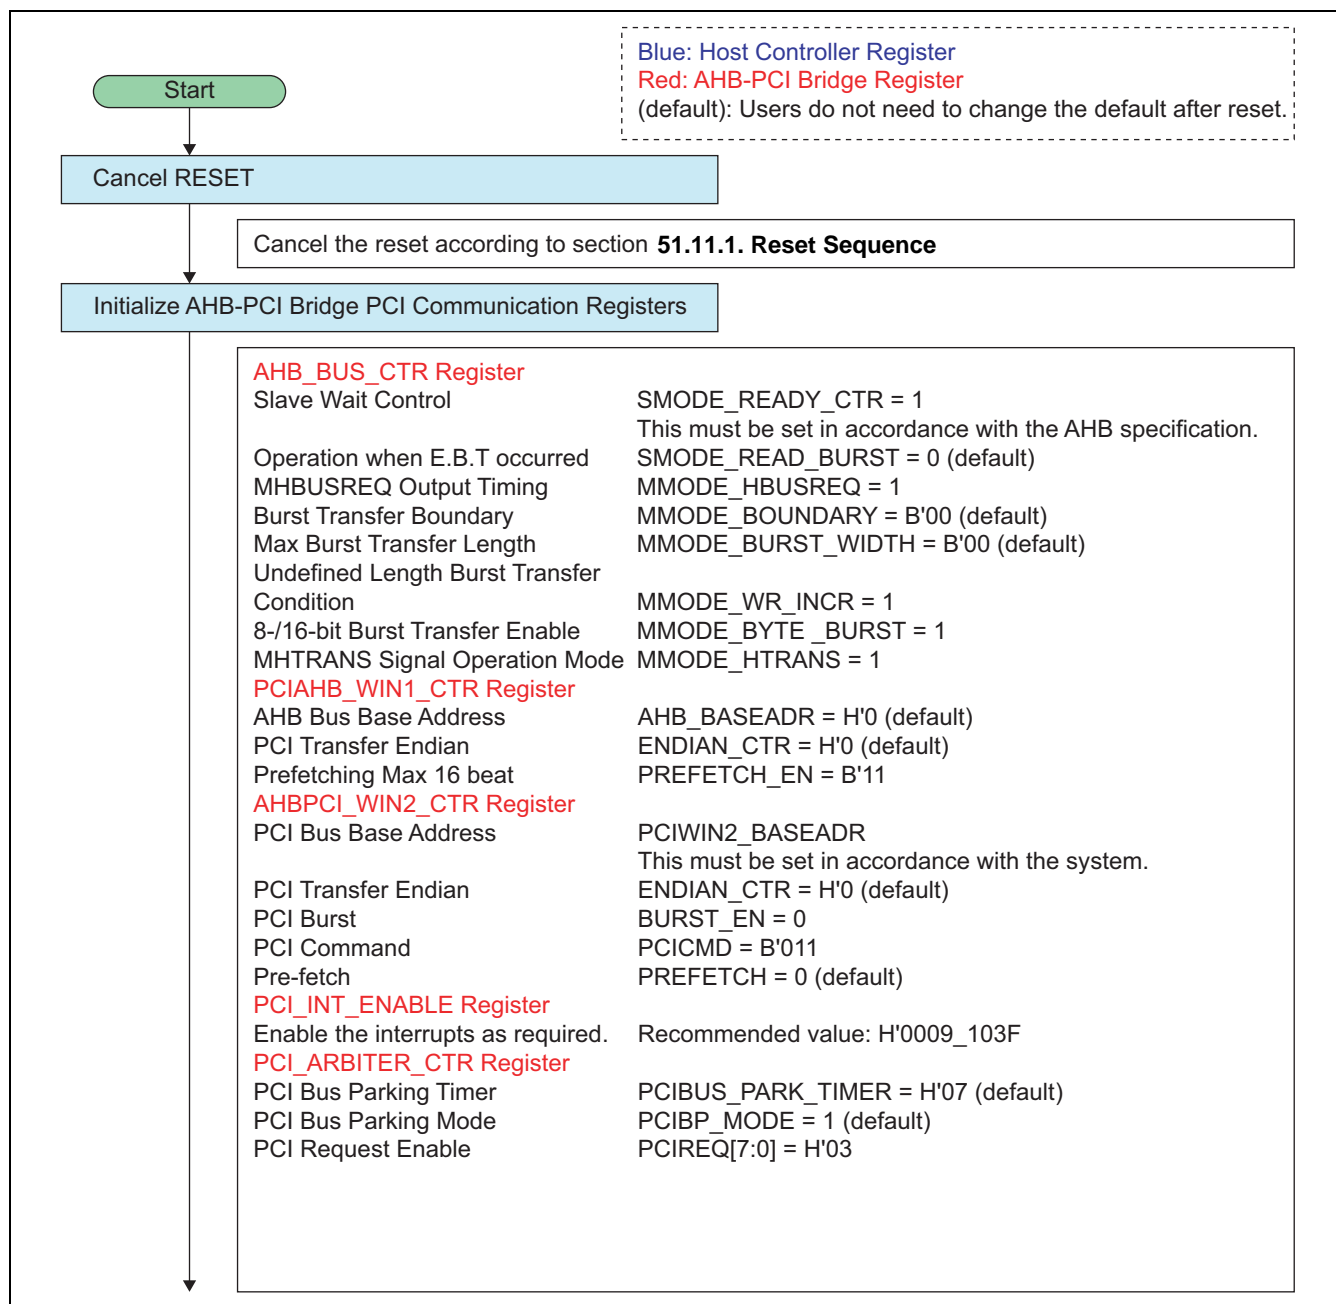 Blue: Host Controller Register
Red: AHB-PCI Bridge Register
(default): Users do not need to change the default after reset.
Start
Cancel RESET
Cancel the reset according to section 51.11.1. Reset Sequence
Initialize AHB-PCI Bridge PCI Communication Registers
AHB_BUS_CTR Register
Slave Wait Control SMODE_READY_CTR = 1
This must be set in accordance with the AHB specification.
Operation when E.B.T occurred SMODE_READ_BURST = 0 (default)
MHBUSREQ Output Timing MMODE_HBUSREQ = 1
Burst Transfer Boundary MMODE_BOUNDARY = B'00 (default)
Max Burst Transfer Length MMODE_BURST_WIDTH = B'00 (default)
Undefined Length Burst Transfer
Condition MMODE_WR_INCR = 1
8-/16-bit Burst Transfer Enable MMODE_BYTE _BURST = 1
MHTRANS Signal Operation Mode MMODE_HTRANS = 1
PCIAHB_WIN1_CTR Register
AHB Bus Base Address AHB_BASEADR = H'0 (default)
PCI Transfer Endian ENDIAN_CTR = H'0 (default)
Prefetching Max 16 beat PREFETCH_EN = B'11
AHBPCI_WIN2_CTR Register
PCI Bus Base Address PCIWIN2_BASEADR
This must be set in accordance with the system.
PCI Transfer Endian ENDIAN_CTR = H'0 (default)
PCI Burst BURST_EN = 0
PCI Command PCICMD = B'011
Pre-fetch PREFETCH = 0 (default)
PCI_INT_ENABLE Register
Enable the interrupts as required. Recommended value: H'0009_103F
PCI_ARBITER_CTR Register
PCI Bus Parking Timer PCIBUS_PARK_TIMER = H'07 (default)
PCI Bus Parking Mode PCIBP_MODE = 1 (default)
PCI Request Enable PCIREQ[7:0] = H'03